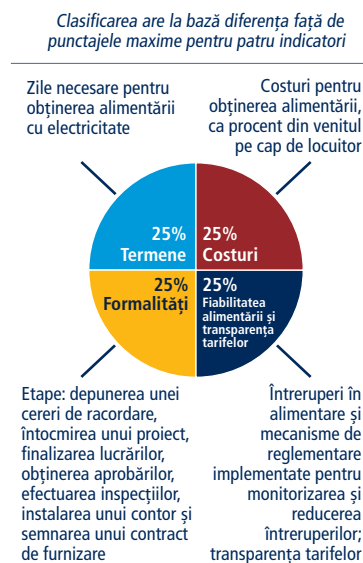 Clasificarea are la bază diferența față de
punctajele maxime pentru patru indicatori
Zile necesare pentru
obținerea alimentării
cu electricitate
Costuri pentru
obținerea alimentării,
ca procent din venitul
pe cap de locuitor
25%
Termene
25%
Costuri
25%
Formalități
25%
Fiabilitatea
alimentării și
transparența
tarifelor
Etape: depunerea unei
cereri de racordare,
întocmirea unui proiect,
finalizarea lucrărilor,
obținerea aprobărilor,
efectuarea inspecțiilor,
instalarea unui contor și
semnarea unui contract
de furnizare
Întreruperi în
alimentare și
mecanisme de
reglementare
implementate pentru
monitorizarea și
reducerea
întreruperilor;
transparența tarifelor